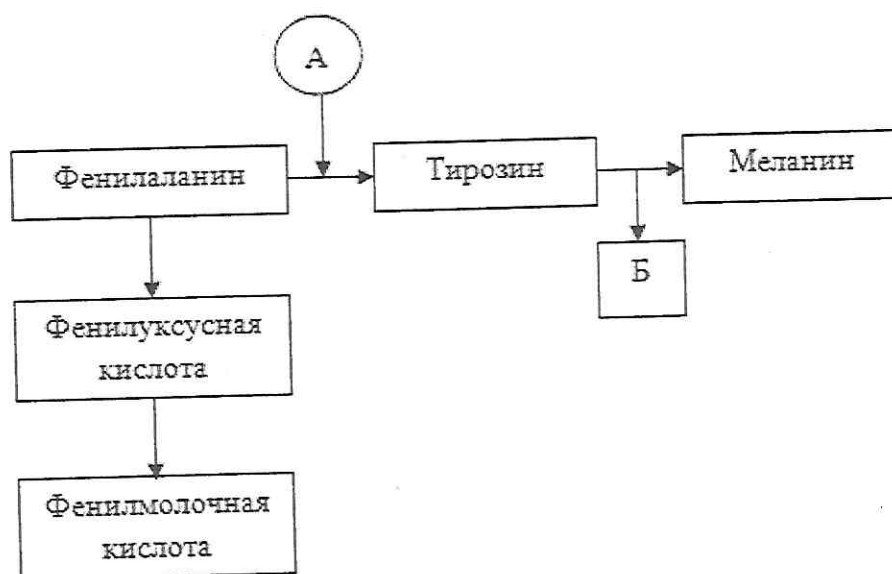 А
Фенилаланин
Тирозин
Меланин
Б
Фенилуксусная
кислота
Фенилмолочная
кислота